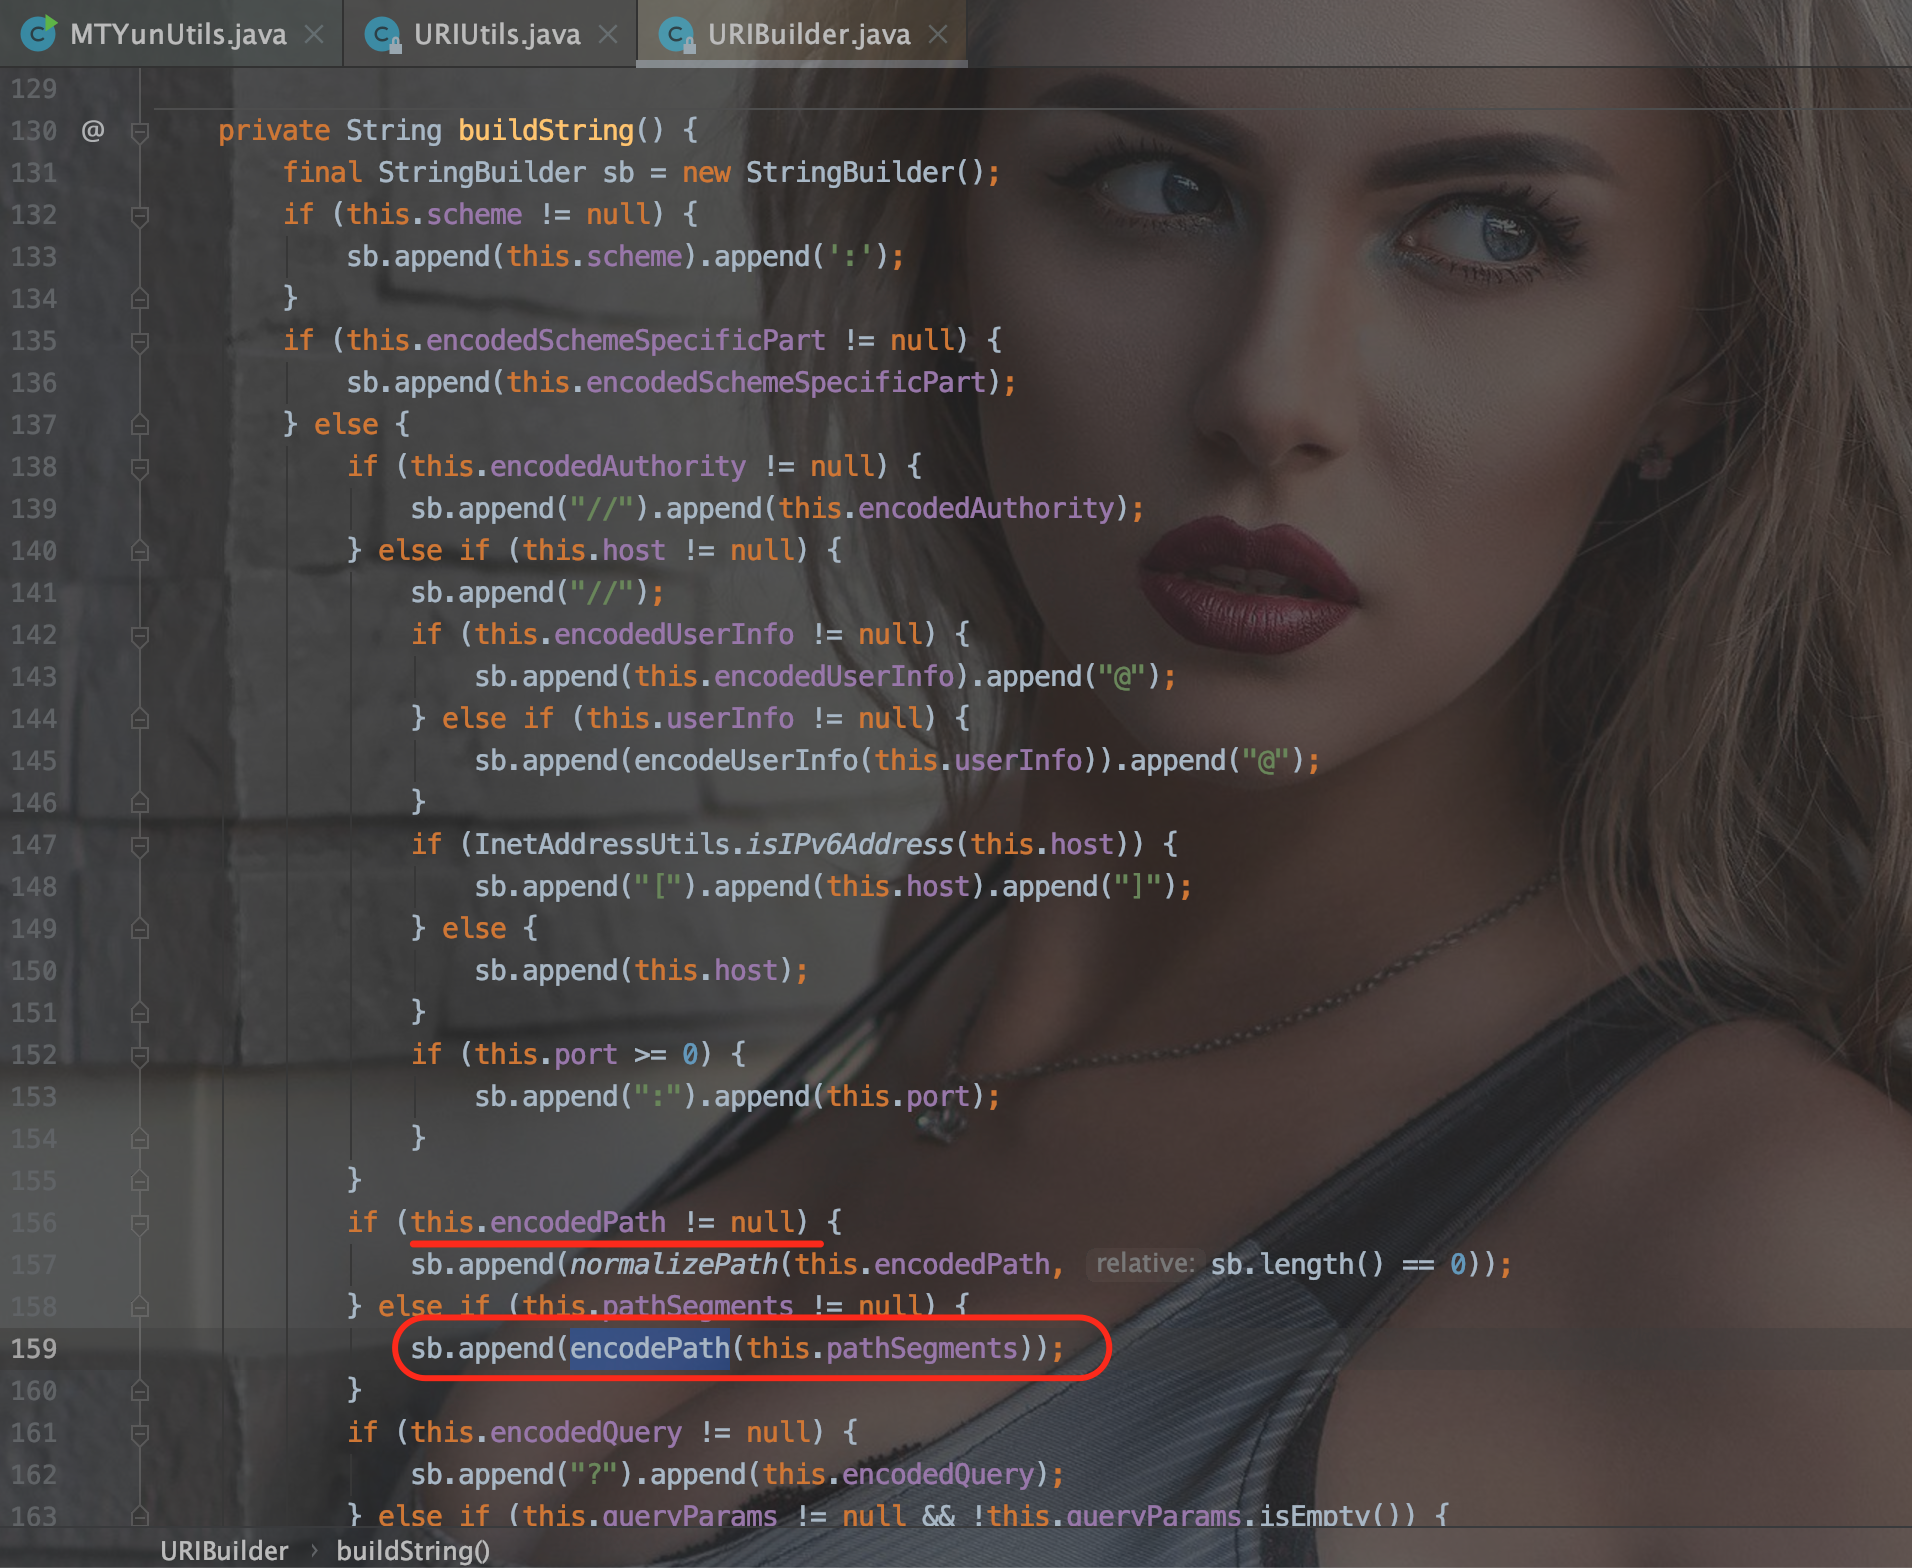 MTYunUtils.java URIUtils.java URIBuilder.java
129
130 @ private String buildString() {
131 final StringBuilder sb = new StringBuilder();
132 if (this.scheme != null) {
133 sb.append(this.scheme).append(':');
134 }
135 if (this.encodedSchemeSpecificPart != null) {
136 sb.append(this.encodedSchemeSpecificPart);
137 } else {
138 if (this.encodedAuthority != null) {
139 sb.append("//").append(this.encodedAuthority);
140 } else if (this.host != null) {
141 sb.append("//");
142 if (this.encodedUserInfo != null) {
143 sb.append(this.encodedUserInfo).append("@");
144 } else if (this.userInfo != null) {
145 sb.append(encodeUserInfo(this.userInfo)).append("@");
146 }
147 if (InetAddressUtils.isIPv6Address(this.host)) {
148 sb.append("[").append(this.host).append("]");
149 } else {
150 sb.append(this.host);
151 }
152 if (this.port >= 0) {
153 sb.append(":").append(this.port);
154 }
155 }
156 if (this.encodedPath != null) {
157 sb.append(normalizePath(this.encodedPath, relative: sb.length() == 0));
158 } else if (this.pathSegments != null) {
159 sb.append(encodePath(this.pathSegments));
160 }
161 if (this.encodedQuery != null) {
162 sb.append("?").append(this.encodedQuery);
163 } else if (this.queryParams != null && !this.queryParams.isEmpty()) {
URIBuilder › buildString()